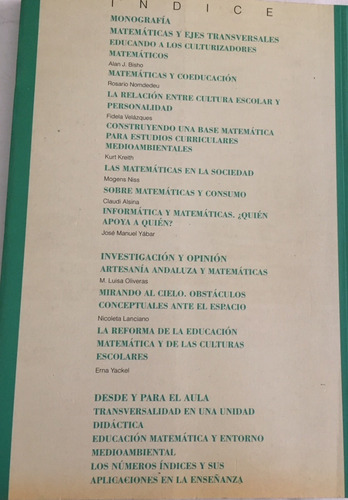 INDICE
MONOGRAFÍA
MATEMÁTICAS Y EJES TRANSVERSALES
EDUCANDO A LOS CULTURIZADORES
MATEMÁTICOS
Alan J. Bisho
MATEMÁTICAS Y COEDUCACIÓN
Rosario Nomdedeu
LA RELACIÓN ENTRE CULTURA ESCOLAR Y
PERSONALIDAD
Fidela Velázques
CONSTRUYENDO UNA BASE MATEMÁTICA
PARA ESTUDIOS CURRICULARES
MEDIOAMBIENTALES
Kurt Kreith
LAS MATEMÁTICAS EN LA SOCIEDAD
Mogens Niss
SOBRE MATEMÁTICAS Y CONSUMO
Claudi Alsina
INFORMÁTICA Y MATEMÁTICAS. ¿QUIÉN
APOYA A QUIÉN?
José Manuel Yábar
INVESTIGACIÓN Y OPINIÓN
ARTESANÍA ANDALUZA Y MATEMÁTICAS
M. Luisa Oliveras
MIRANDO AL CIELO. OBSTÁCULOS
CONCEPTUALES ANTE EL ESPACIO
Nicoleta Lanciano
LA REFORMA DE LA EDUCACIÓN
MATEMÁTICA Y DE LAS CULTURAS
ESCOLARES
Erna Yackel
DESDE Y PARA EL AULA
TRANSVERSALIDAD EN UNA UNIDAD
DIDÁCTICA
EDUCACIÓN MATEMÁTICA Y ENTORNO
MEDIOAMBIENTAL
LOS NÚMEROS ÍNDICES Y SUS
APLICACIONES EN LA ENSEÑANZA